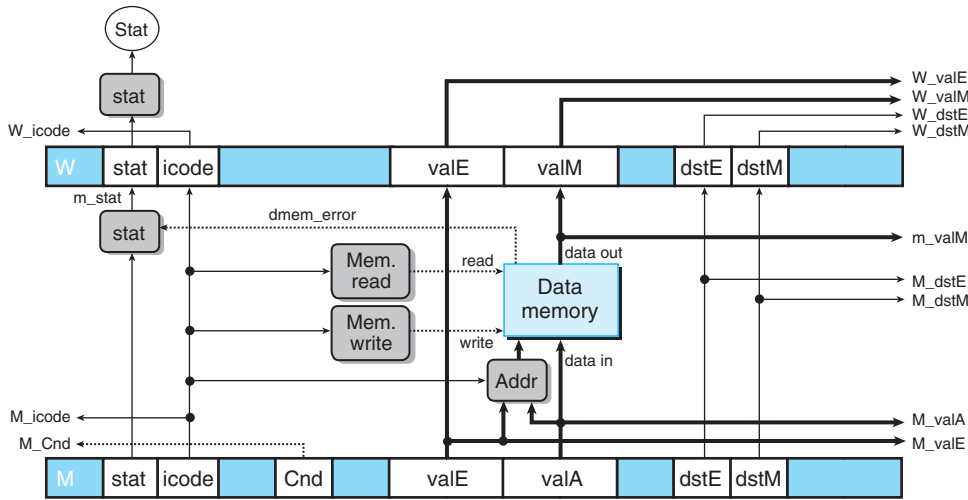 Stat
W_valE
stat
W_valM
W_dstE
W_icode
W_dstM
W stat icode valE valM dstE dstM
m_stat
dmem_error
stat
m_valM
data out
Mem.
read
read
Data
memory
M_dstE
M_dstM
Mem.
write
write
data in
Addr
M_icode
M_valA
M_Cnd
M_valE
M stat icode Cnd valE valA dstE dstM